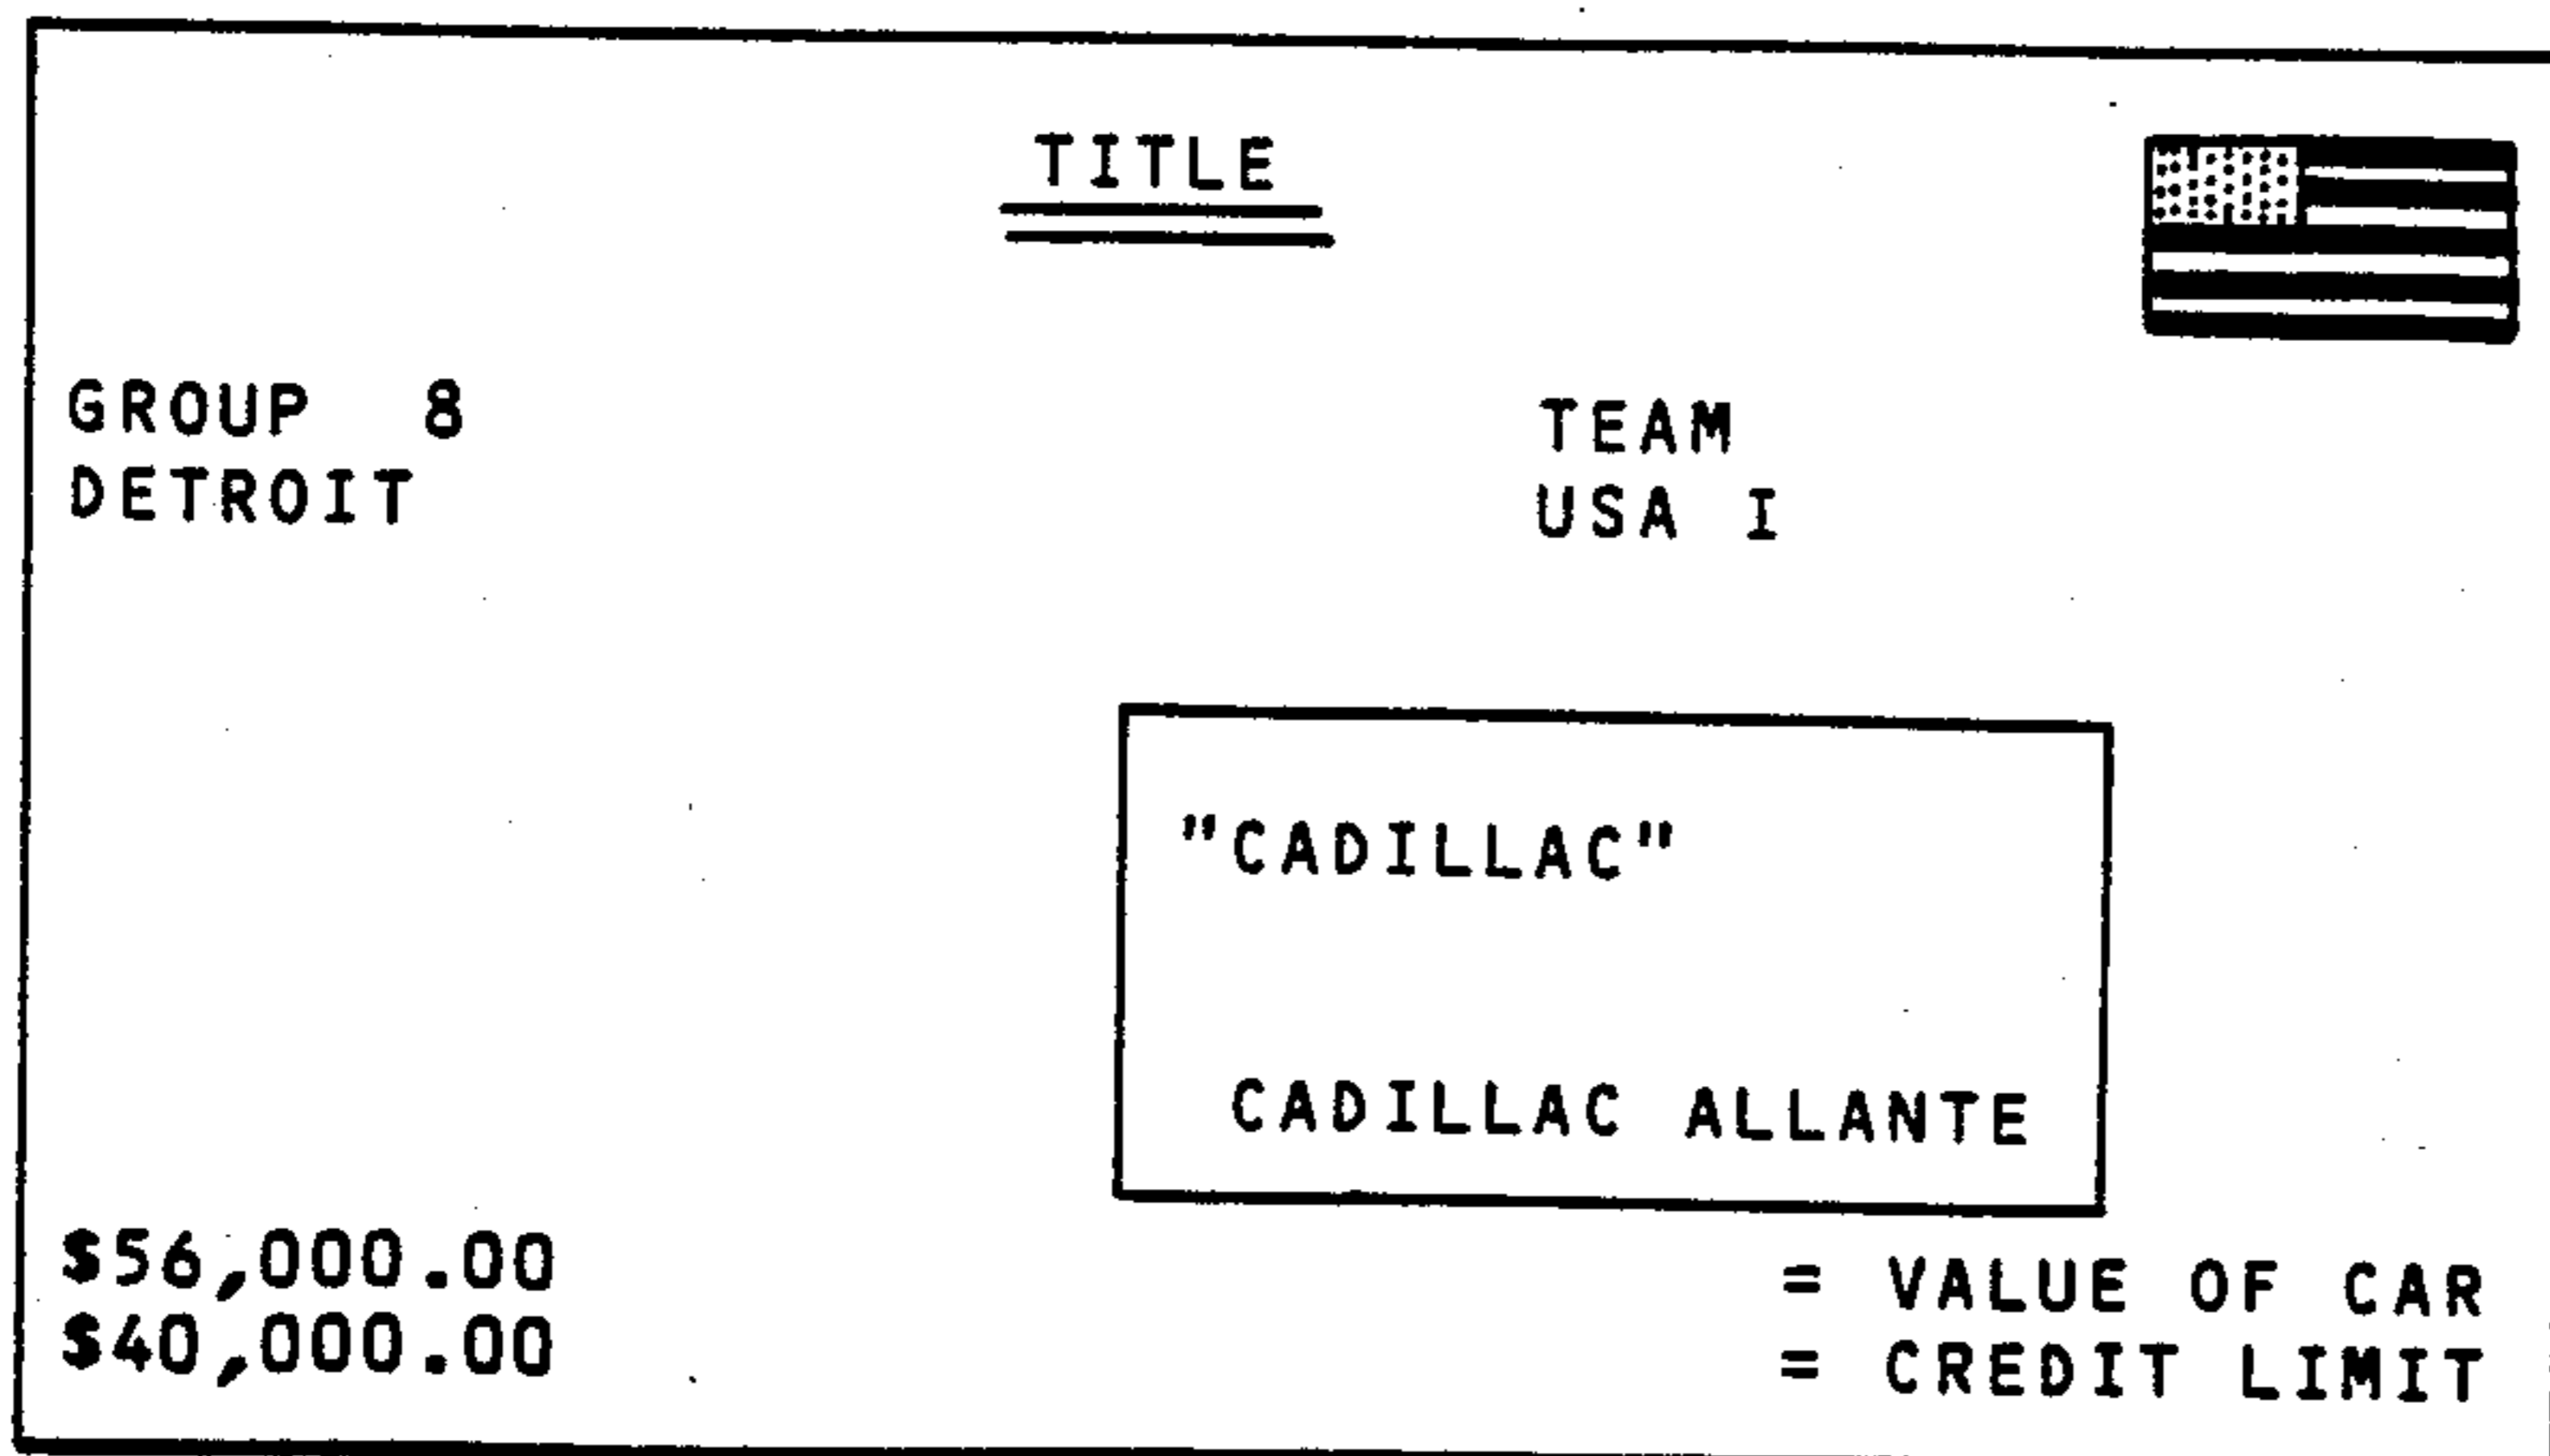 TITLE
GROUP 8
DETROIT
TEAM
USA I
"CADILLAC"
CADILLAC ALLANTE
$56,000.00 = VALUE OF CAR
$40,000.00 = CREDIT LIMIT